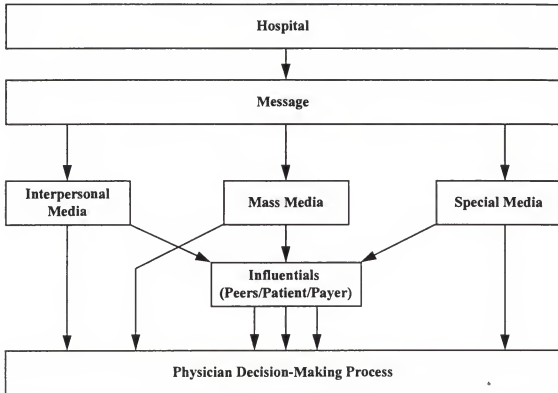 Hospital
Message
Interpersonal
Media
Mass Media
Special Media
Influentials
(Peers/Patient/Payer)
Physician Decision-Making Process